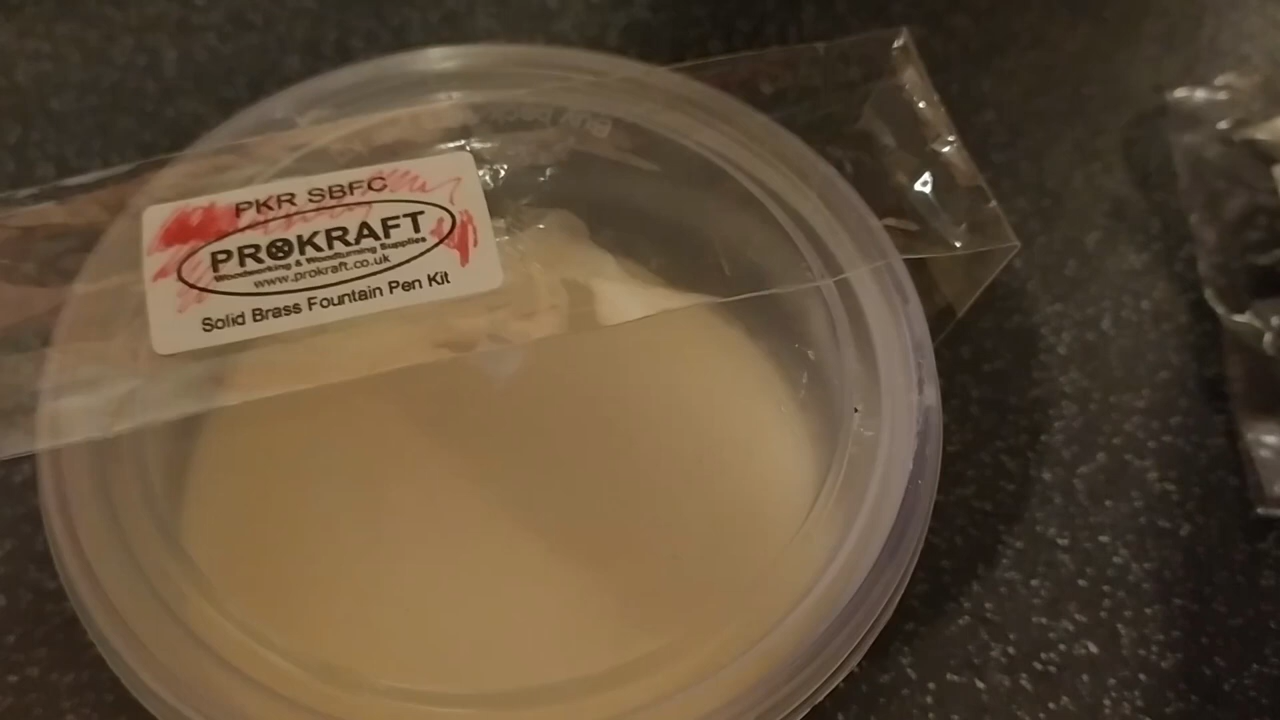 PKR SBFC
PROKRAFT
Woodworking & Woodturning Supplies
www.prokraft.co.uk
Solid Brass Fountain Pen Kit